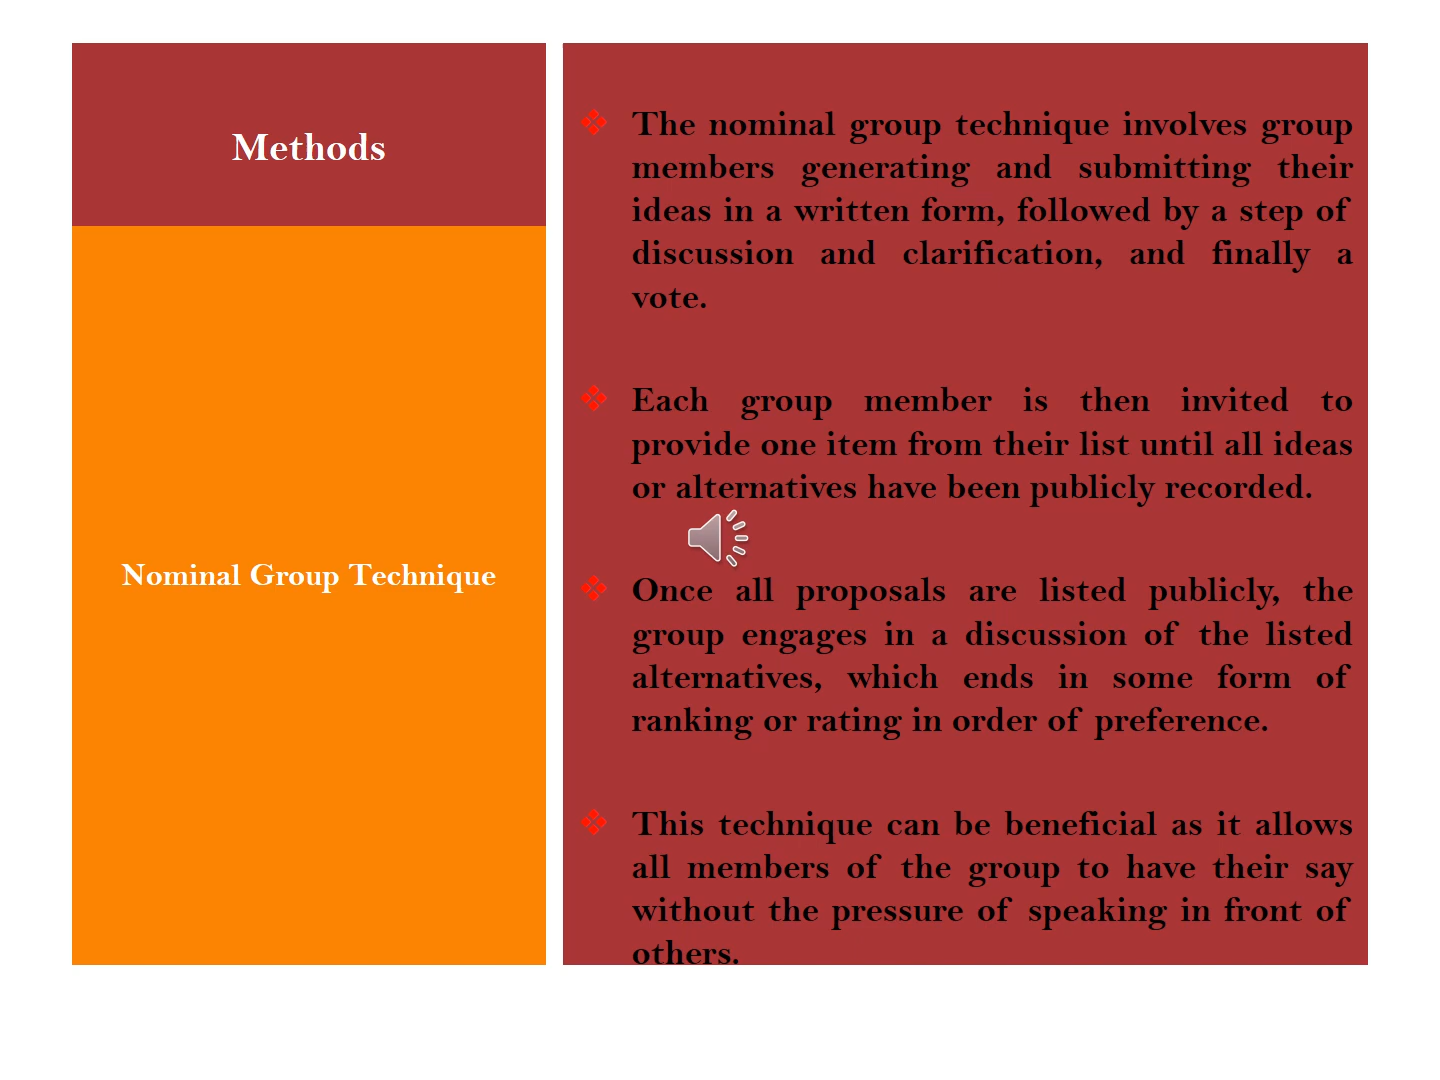 Methods
Nominal Group Technique
The nominal group technique involves group
members generating and submitting their
ideas in a written form, followed by a step of
discussion and clarification, and finally a
vote.
Each group member is then invited to
provide one item from their list until all ideas
or alternatives have been publicly recorded.
Once all proposals are listed publicly, the
group engages in a discussion of the listed
alternatives, which ends in some form of
ranking or rating in order of preference.
This technique can be beneficial as it allows
all members of the group to have their say
without the pressure of speaking in front of
others.